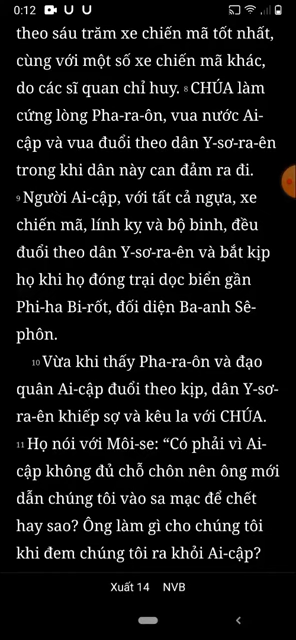 0:12
theo sáu trăm xe chiến mã tốt nhất,
cùng với một số xe chiến mã khác,
do các sĩ quan chỉ huy. 8 CHÚA làm
cứng lòng Pha-ra-ôn, vua nước Ai-
cập và vua đuổi theo dân Y-sơ-ra-ên
trong khi dân này can đảm ra đi.
9 Người Ai-cập, với tất cả ngựa, xe
chiến mã, lính kỵ và bộ binh, đều
đuổi theo dân Y-sơ-ra-ên và bắt kịp
họ khi họ đóng trại dọc biển gần
Phi-ha Bi-rốt, đối diện Ba-anh Sê-
phôn.
10 Vừa khi thấy Pha-ra-ôn và đạo
quân Ai-cập đuổi theo kịp, dân Y-sơ-
ra-ên khiếp sợ và kêu la với CHÚA.
11 Họ nói với Môi-se: “Có phải vì Ai-
cập không đủ chỗ chôn nên ông mới
dẫn chúng tôi vào sa mạc để chết
hay sao? Ông làm gì cho chúng tôi
khi đem chúng tôi ra khỏi Ai-cập?
Xuất 14 NVB